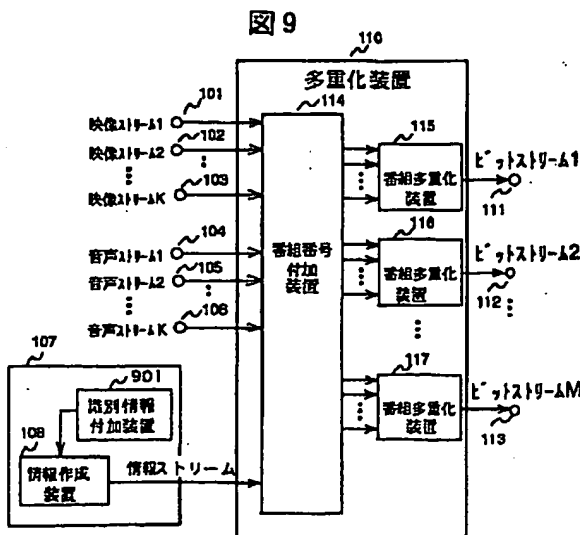 図9
110
多重化装置
101
114
映像ストリーム1
102
映像ストリーム2
103
映像ストリームK
115
番組多重化
装置
ビットストリーム1
111
104
音声ストリーム1
105
音声ストリーム2
106
音声ストリームK
番組番号
付加
装置
116
番組多重化
装置
ビットストリーム2
112
107
901
識別情報
付加装置
108
情報作成
装置
情報ストリーム
117
番組多重化
装置
ビットストリームM
113